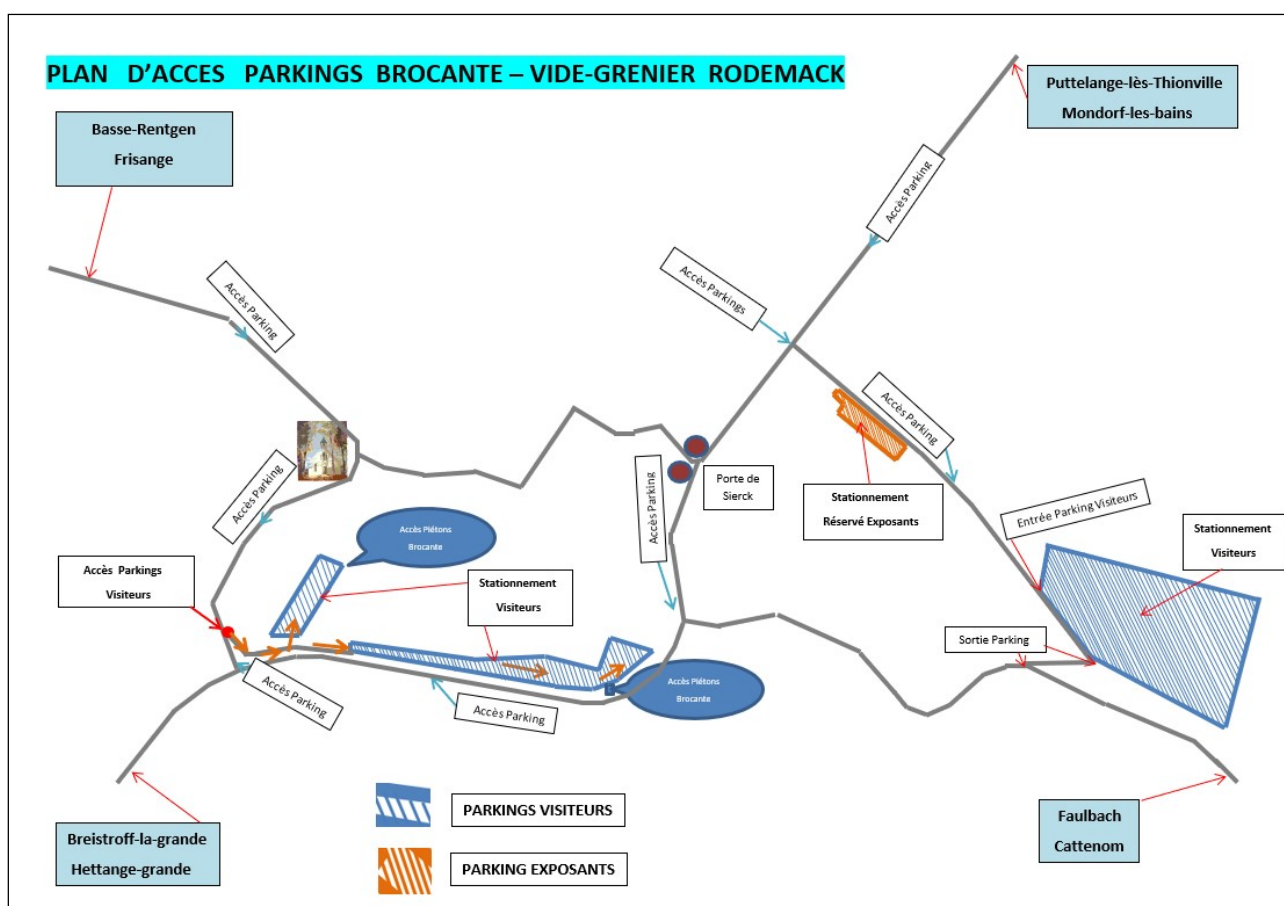 PLAN D'ACCES PARKINGS BROCANTE – VIDE-GRENIER RODEMACK
Puttelange-lès-Thionville
Mondorf-les-bains
Basse-Rentgen
Frisange
Accès Parking
Accès Parking
Accès Parkings
Accès Parking
Accès Parking
Accès Parking
Porte de
Sierck
Stationnement
Réservé Exposants
Entrée Parking Visiteurs
Stationnement
Visiteurs
Accès Piétons
Brocante
Accès Parkings
Visiteurs
Stationnement
Visiteurs
Sortie Parking
Accès Parking
Accès Parking
Accès Piétons
Brocante
PARKINGS VISITEURS
PARKING EXPOSANTS
Breistroff-la-grande
Hettange-grande
Faulbach
Cattenom